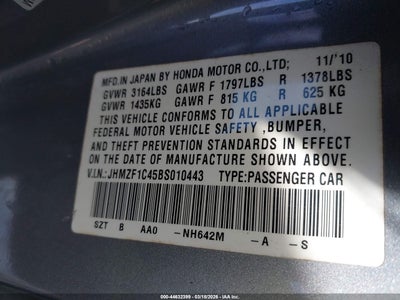 MFD.IN JAPAN BY HONDA MOTOR CO.,LTD; 11/'10
GVWR 3164LBS GAWR F 1797LBS R 1378LBS
GVWR 1435KG GAWR F 815 KG R 625 KG
THIS VEHICLE CONFORMS TO ALL APPLICABLE
FEDERAL MOTOR VEHICLE SAFETY ,BUMPER,
AND THEFT PREVENTION STANDARDS IN EFFECT
ON THE DATE OF MANUFACTURE SHOWN ABOVE.
V.I.N.: JHMZF1C45BS010443 TYPE:PASSENGER CAR
SZT B AA0 -NH642M -A -S
© - 44632399 - 03/18/2026 - IAA